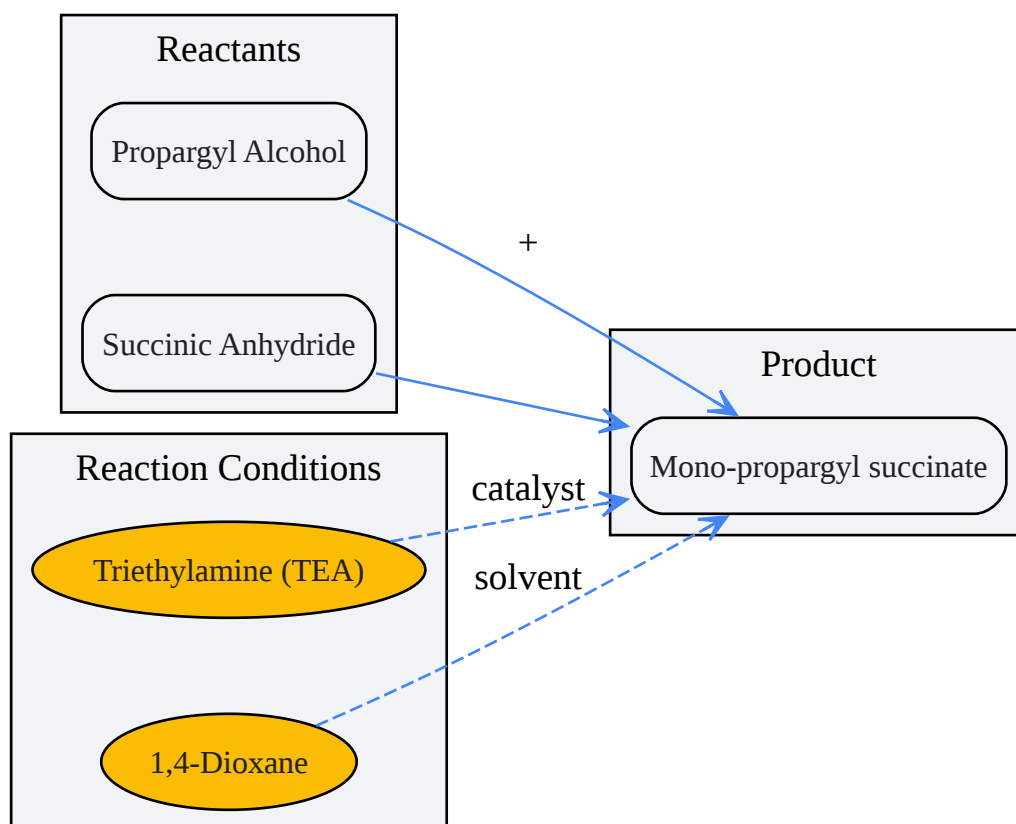 Reactants
Propargyl Alcohol
+
Succinic Anhydride
Product
Mono-propargyl succinate
Reaction Conditions
catalyst
Triethylamine (TEA)
solvent
1,4-Dioxane